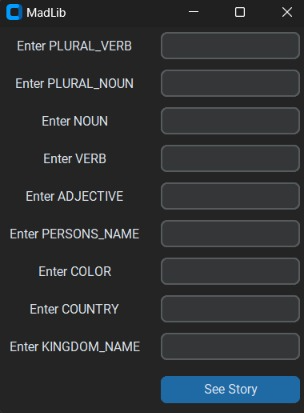 MadLib
Enter PLURAL_VERB
Enter PLURAL_NOUN
Enter NOUN
Enter VERB
Enter ADJECTIVE
Enter PERSONS_NAME
Enter COLOR
Enter COUNTRY
Enter KINGDOM_NAME
See Story